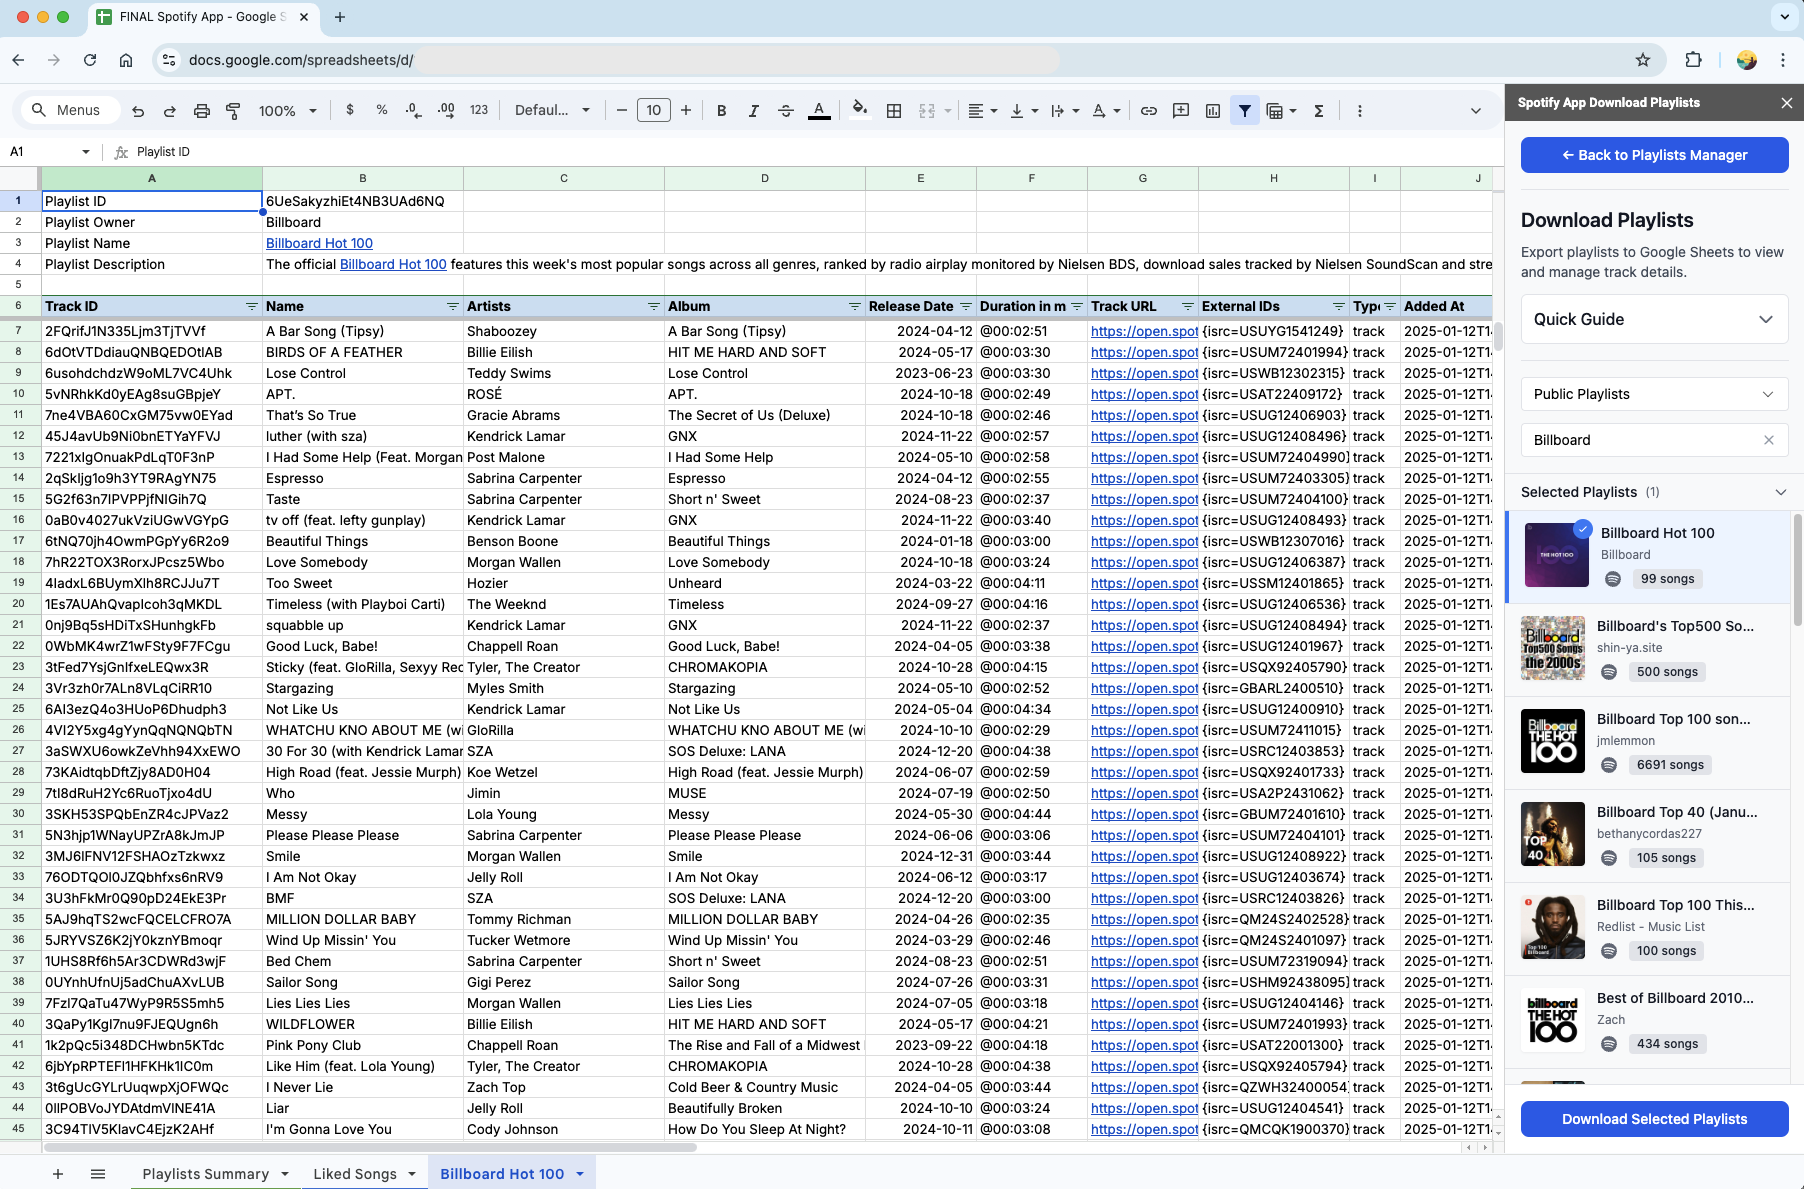 FINAL Spotify App - Google S
docs.google.com/spreadsheets/d/
Menus 100% $ % .0 .00 123 Defaul... 10 B I A
A1 Playlist ID
A B C D E F G H I J
1 Playlist ID 6UeSakyzhiEt4NB3UAd6NQ
2 Playlist Owner Billboard
3 Playlist Name Billboard Hot 100
4 Playlist Description The official Billboard Hot 100 features this week's most popular songs across all genres, ranked by radio airplay monitored by Nielsen BDS, download sales tracked by Nielsen SoundScan and stre
5
6 Track ID Name Artists Album Release Date Duration in m Track URL External IDs Type Added At
7 2FQrifJ1N335Ljm3TjTVVf A Bar Song (Tipsy) Shaboozey A Bar Song (Tipsy) 2024-04-12 @00:02:51 https://open.spot {isrc=USUYG1541249} track 2025-01-12T1
8 6dOtVTDdiauQNBQEDOtlAB BIRDS OF A FEATHER Billie Eilish HIT ME HARD AND SOFT 2024-05-17 @00:03:30 https://open.spot {isrc=USUM72401994} track 2025-01-12T1
9 6usohdchdzW9oML7VC4Uhk Lose Control Teddy Swims Lose Control 2023-06-23 @00:03:30 https://open.spot {isrc=USWB12302315} track 2025-01-12T1
10 5vNRhkKd0yEAg8suGBpjeY APT. ROSÉ APT. 2024-10-18 @00:02:49 https://open.spot {isrc=USAT22409172} track 2025-01-12T1
11 7ne4VBA60CxGM75vw0EYad That's So True Gracie Abrams The Secret of Us (Deluxe) 2024-10-18 @00:02:46 https://open.spot {isrc=USUG12406903} track 2025-01-12T1
12 45J4avUb9Ni0bnETYaYFVJ luther (with sza) Kendrick Lamar GNX 2024-11-22 @00:02:57 https://open.spot {isrc=USUG12408496} track 2025-01-12T1
13 7221xIgOnuakPdLqT0F3nP I Had Some Help (Feat. Morgan Post Malone I Had Some Help 2024-05-10 @00:02:58 https://open.spot {isrc=USUM72404990} track 2025-01-12T1
14 2qSkIjg1o9h3YT9RAgYN75 Espresso Sabrina Carpenter Espresso 2024-04-12 @00:02:55 https://open.spot {isrc=USUM72403305} track 2025-01-12T1
15 5G2f63n7IPVPPjfNIGih7Q Taste Sabrina Carpenter Short n' Sweet 2024-08-23 @00:02:37 https://open.spot {isrc=USUM72404100} track 2025-01-12T1
16 0aB0v4027ukVziUGwVGYpG tv off (feat. lefty gunplay) Kendrick Lamar GNX 2024-11-22 @00:03:40 https://open.spot {isrc=USUG12408493} track 2025-01-12T1
17 6tNQ70jh4OwmPGpYy6R2o9 Beautiful Things Benson Boone Beautiful Things 2024-01-18 @00:03:00 https://open.spot {isrc=USWB12307016} track 2025-01-12T1
18 7hR22TOX3RorxJPcsz5Wbo Love Somebody Morgan Wallen Love Somebody 2024-10-18 @00:03:24 https://open.spot {isrc=USUG12406387} track 2025-01-12T1
19 4IadxL6BUymXlh8RCJJu7T Too Sweet Hozier Unheard 2024-03-22 @00:04:11 https://open.spot {isrc=USSM12401865} track 2025-01-12T1
20 1Es7AUAhQvapIcoh3qMKDL Timeless (with Playboi Carti) The Weeknd Timeless 2024-09-27 @00:04:16 https://open.spot {isrc=USUG12406536} track 2025-01-12T1
21 0nj9Bq5sHDiTxSHunhgkFb squabble up Kendrick Lamar GNX 2024-11-22 @00:02:37 https://open.spot {isrc=USUG12408494} track 2025-01-12T1
22 0WbMK4wrZ1wFSty9F7FCgu Good Luck, Babe! Chappell Roan Good Luck, Babe! 2024-04-05 @00:03:38 https://open.spot {isrc=USUG12401967} track 2025-01-12T1
23 3tFed7YsjGnIfxeLEQwx3R Sticky (feat. GloRilla, Sexyy Red Tyler, The Creator CHROMAKOPIA 2024-10-28 @00:04:15 https://open.spot {isrc=USQX92405790} track 2025-01-12T1
24 3Vr3zh0r7ALn8VLqCiRR10 Stargazing Myles Smith Stargazing 2024-05-10 @00:02:52 https://open.spot {isrc=GBARL2400510} track 2025-01-12T1
25 6AI3ezQ4o3HUoP6Dhudph3 Not Like Us Kendrick Lamar Not Like Us 2024-05-04 @00:04:34 https://open.spot {isrc=USUG12400910} track 2025-01-12T1
26 4VI2Y5xg4gYynQqNQNQbTN WHATCHU KNO ABOUT ME (wi GloRilla WHATCHU KNO ABOUT ME (wi 2024-10-10 @00:02:29 https://open.spot {isrc=USUM72411015} track 2025-01-12T1
27 3aSWXU6owkZeVhh94XxEWO 30 For 30 (with Kendrick Lamar SZA SOS Deluxe: LANA 2024-12-20 @00:04:38 https://open.spot {isrc=USRC12403853} track 2025-01-12T1
28 73KAidtqbDftZjy8AD0H04 High Road (feat. Jessie Murph) Koe Wetzel High Road (feat. Jessie Murph) 2024-06-07 @00:02:59 https://open.spot {isrc=USQX92401733} track 2025-01-12T1
29 7tI8dRuH2Yc6RuoTjxo4dU Who Jimin MUSE 2024-07-19 @00:02:50 https://open.spot {isrc=USA2P2431062} track 2025-01-12T1
30 3SKH53SPQbEnZR4cJPVaz2 Messy Lola Young Messy 2024-05-30 @00:04:44 https://open.spot {isrc=GBUM72401610} track 2025-01-12T1
31 5N3hjp1WNayUPZrA8kJmJP Please Please Please Sabrina Carpenter Please Please Please 2024-06-06 @00:03:06 https://open.spot {isrc=USUM72404101} track 2025-01-12T1
32 3MJ6lFNV12FSHAOzTzkwxz Smile Morgan Wallen Smile 2024-12-31 @00:03:44 https://open.spot {isrc=USUG12408922} track 2025-01-12T1
33 76ODTQOI0JZQbhfxs6nRV9 I Am Not Okay Jelly Roll I Am Not Okay 2024-06-12 @00:03:17 https://open.spot {isrc=USUG12403674} track 2025-01-12T1
34 3U3hFkMr0Q90pD24EkE3Pr BMF SZA SOS Deluxe: LANA 2024-12-20 @00:03:00 https://open.spot {isrc=USRC12403826} track 2025-01-12T1
35 5AJ9hqTS2wcFQCELCFRO7A MILLION DOLLAR BABY Tommy Richman MILLION DOLLAR BABY 2024-04-26 @00:02:35 https://open.spot {isrc=QM24S2402528} track 2025-01-12T1
36 5JRYVSZ6K2jY0kznYBmoqr Wind Up Missin' You Tucker Wetmore Wind Up Missin' You 2024-03-29 @00:02:46 https://open.spot {isrc=QM24S2401097} track 2025-01-12T1
37 1UHS8Rf6h5Ar3CDWRd3wjF Bed Chem Sabrina Carpenter Short n' Sweet 2024-08-23 @00:02:51 https://open.spot {isrc=USUM72319094} track 2025-01-12T1
38 0UYnhUfnUj5adChuAXvLUB Sailor Song Gigi Perez Sailor Song 2024-07-26 @00:03:31 https://open.spot {isrc=USHM92438095} track 2025-01-12T1
39 7FzI7QaTu47WyP9R5S5mh5 Lies Lies Lies Morgan Wallen Lies Lies Lies 2024-07-05 @00:03:18 https://open.spot {isrc=USUG12404146} track 2025-01-12T1
40 3QaPy1KgI7nu9FJEQUgn6h WILDFLOWER Billie Eilish HIT ME HARD AND SOFT 2024-05-17 @00:04:21 https://open.spot {isrc=USUM72401993} track 2025-01-12T1
41 1k2pQc5i348DCHwbn5KTdc Pink Pony Club Chappell Roan The Rise and Fall of a Midwest 2023-09-22 @00:04:18 https://open.spot {isrc=USAT22001300} track 2025-01-12T1
42 6jbYpRPTEFl1HFKHk1IC0m Like Him (feat. Lola Young) Tyler, The Creator CHROMAKOPIA 2024-10-28 @00:04:38 https://open.spot {isrc=USQX92405794} track 2025-01-12T1
43 3t6gUcGYLrUuqwpXjOFWQc I Never Lie Zach Top Cold Beer & Country Music 2024-04-05 @00:03:44 https://open.spot {isrc=QZWH32400054} track 2025-01-12T1
44 0IlPOBVoJYDAtdmVlNE41A Liar Jelly Roll Beautifully Broken 2024-10-10 @00:03:24 https://open.spot {isrc=USUG12404541} track 2025-01-12T1
45 3C94TlV5KIavC4EjzK2AHf I'm Gonna Love You Cody Johnson How Do You Sleep At Night? 2024-10-11 @00:03:08 https://open.spot {isrc=QMCQK1900370} track 2025-01-12T1
Playlists Summary Liked Songs Billboard Hot 100
Spotify App Download Playlists
← Back to Playlists Manager
Download Playlists
Export playlists to Google Sheets to view
and manage track details.
Quick Guide
Public Playlists
Billboard
Selected Playlists (1)
THE HOT 100
Billboard Hot 100
Billboard
99 songs
Billboard
Top500 Songs
the 2000s
Billboard's Top500 So...
shin-ya.site
500 songs
Billboard
THE HOT
100
Billboard Top 100 son...
jmlemmon
6691 songs
TOP
40
Billboard Top 40 (Janu...
bethanycordas227
105 songs
Top 100
Billboard
Billboard Top 100 This...
Redlist - Music List
100 songs
billboard
THE HOT
100
Best of Billboard 2010...
Zach
434 songs
Download Selected Playlists